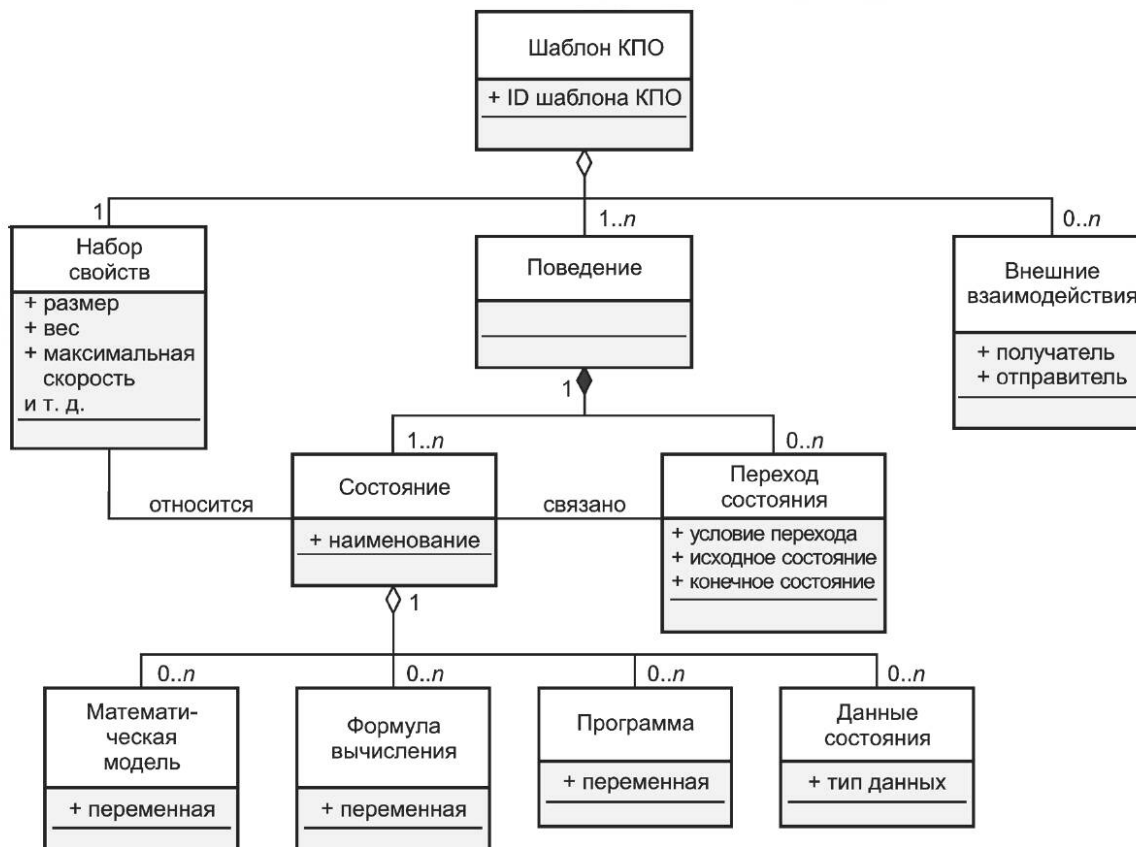 Шаблон КПО
+ ID шаблона КПО
1
1..n
0..n
Набор
свойств
+ размер
+ вес
+ максимальная
скорость
и т. д.
Поведение
Внешние
взаимодействия
+ получатель
+ отправитель
1
1..n
0..n
относится
Состояние
+ наименование
связано
Переход
состояния
+ условие перехода
+ исходное состояние
+ конечное состояние
1
0..n
0..n
0..n
0..n
Математи-
ческая
модель
+ переменная
Формула
вычисления
+ переменная
Программа
+ переменная
Данные
состояния
+ тип данных